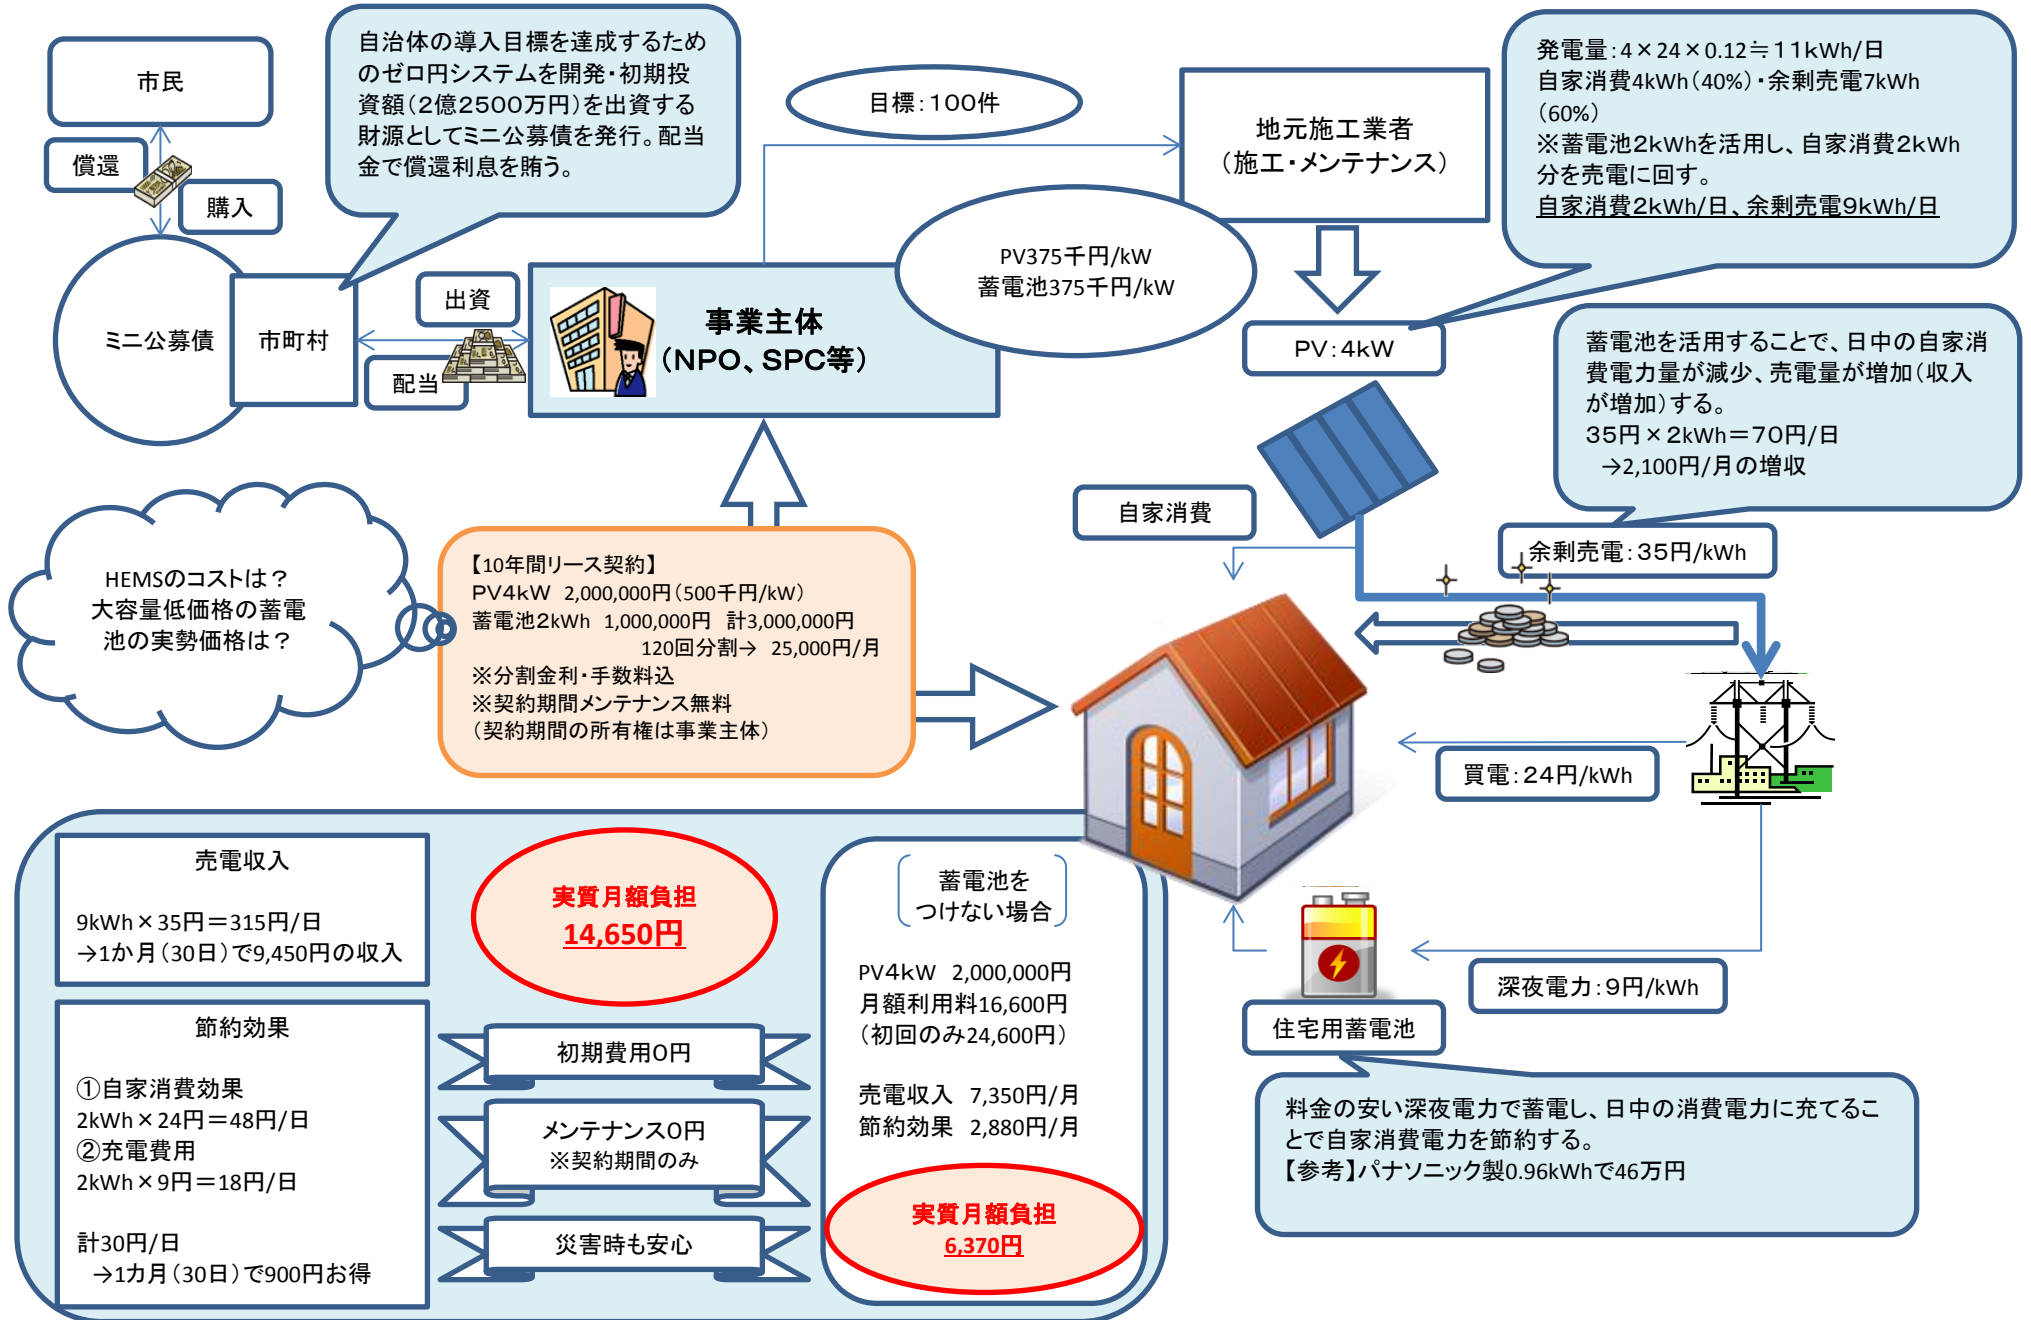 市民
償還
購入
ミニ公募債
市町村
自治体の導入目標を達成するため
のゼロ円システムを開発・初期投
資額（2億2500万円）を出資する
財源としてミニ公募債を発行。配当
金で償還利息を賄う。
出資
配当
事業主体
（NPO、SPC等）
目標：100件
PV375千円/kW
蓄電池375千円/kW
地元施工業者
（施工・メンテナンス）
発電量：4×24×0.12≒11kWh/日
自家消費4kWh（40%）・余剰売電7kWh
（60%）
※蓄電池2kWhを活用し、自家消費2kWh
分を売電に回す。
自家消費2kWh/日、余剰売電9kWh/日
PV：4kW
蓄電池を活用することで、日中の自家消
費電力量が減少、売電量が増加（収入
が増加）する。
35円×2kWh＝70円/日
→2,100円/月の増収
自家消費
余剰売電：35円/kWh
HEMSのコストは？
大容量低価格の蓄電
池の実勢価格は？
【10年間リース契約】
PV4kW 2,000,000円（500千円/kW）
蓄電池2kWh 1,000,000円 計3,000,000円
120回分割→ 25,000円/月
※分割金利・手数料込
※契約期間メンテナンス無料
（契約期間の所有権は事業主体）
買電：24円/kWh
深夜電力：9円/kWh
住宅用蓄電池
料金の安い深夜電力で蓄電し、日中の消費電力に充てるこ
とで自家消費電力を節約する。
【参考】パナソニック製0.96kWhで46万円
売電収入
9kWh×35円＝315円/日
→1か月（30日）で9,450円の収入
節約効果
①自家消費効果
2kWh×24円＝48円/日
②充電費用
2kWh×9円＝18円/日
計30円/日
→1カ月（30日）で900円お得
実質月額負担
14,650円
初期費用0円
メンテナンス0円
※契約期間のみ
災害時も安心
蓄電池を
つけない場合
PV4kW 2,000,000円
月額利用料16,600円
（初回のみ24,600円）
売電収入 7,350円/月
節約効果 2,880円/月
実質月額負担
6,370円